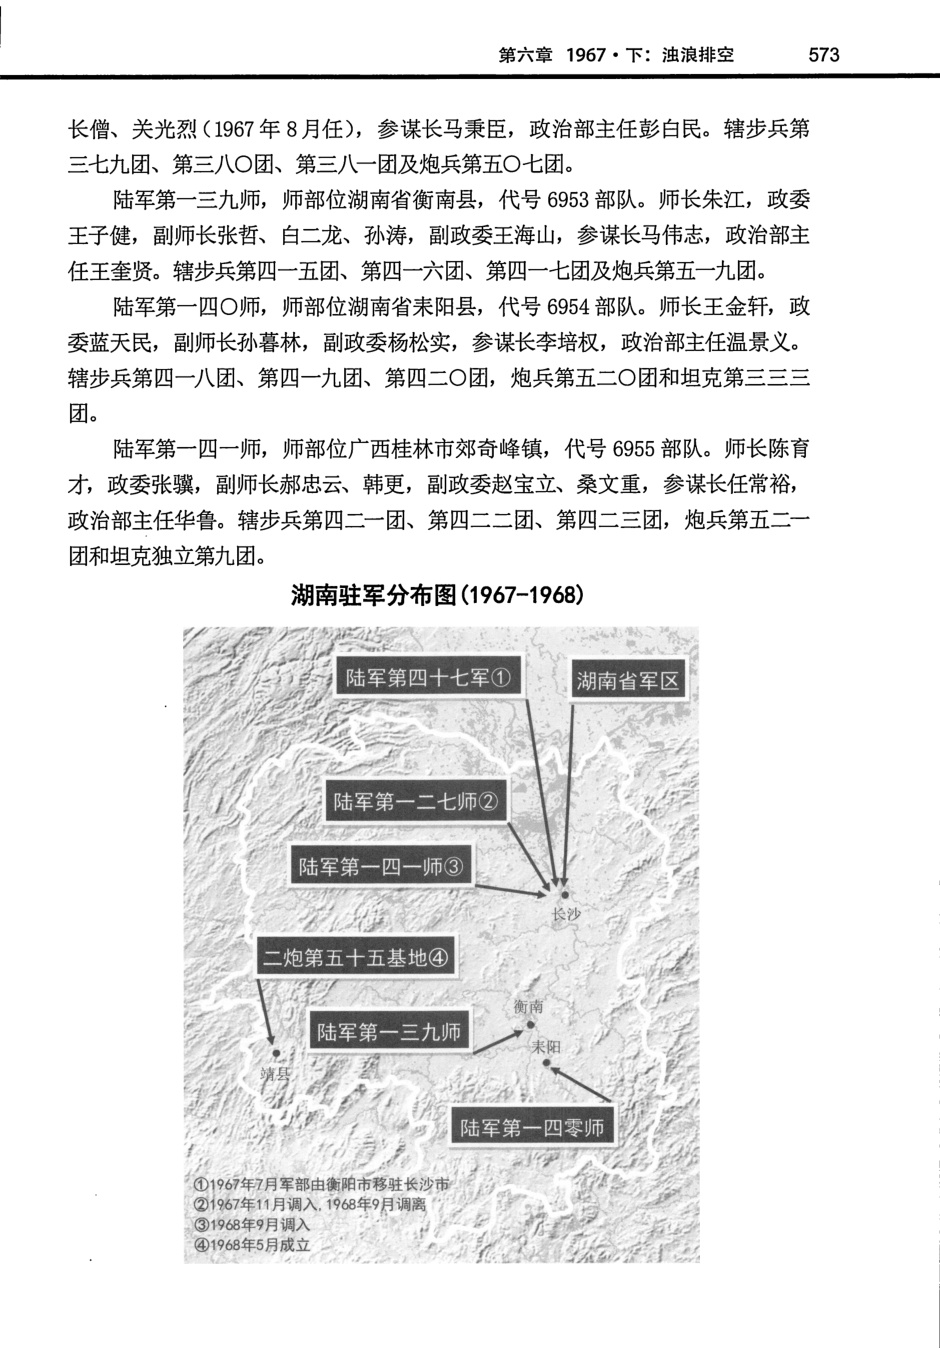 第六章 1967·下：浊浪排空 573
长僧、关光烈（1967年8月任），参谋长马秉臣，政治部主任彭白民。辖步兵第
三七九团、第三八〇团、第三八一团及炮兵第五〇七团。
陆军第一三九师，师部位湖南省衡南县，代号6953部队。师长朱江，政委
王子健，副师长张哲、白二龙、孙涛，副政委王海山，参谋长马伟志，政治部主
任王奎贤。辖步兵第四一五团、第四一六团、第四一七团及炮兵第五一九团。
陆军第一四〇师，师部位湖南省耒阳县，代号6954部队。师长王金轩，政
委蓝天民，副师长孙暮林，副政委杨松实，参谋长李培权，政治部主任温景义。
辖步兵第四一八团、第四一九团、第四二〇团，炮兵第五二〇团和坦克第三三三
团。
陆军第一四一师，师部位广西桂林市郊奇峰镇，代号6955部队。师长陈育
才，政委张骥，副师长郝忠云、韩更，副政委赵宝立、桑文重，参谋长任常裕，
政治部主任华鲁。辖步兵第四二一团、第四二二团、第四二三团，炮兵第五二一
团和坦克独立第九团。
湖南驻军分布图（1967-1968）
陆军第四十七军①
湖南省军区
陆军第一二七师②
陆军第一四一师③
长沙
二炮第五十五基地④
衡南
陆军第一三九师
耒阳
靖县
陆军第一四零师
①1967年7月军部由衡阳市移驻长沙市
②1967年11月调入，1968年9月调离
③1968年9月调入
④1968年5月成立